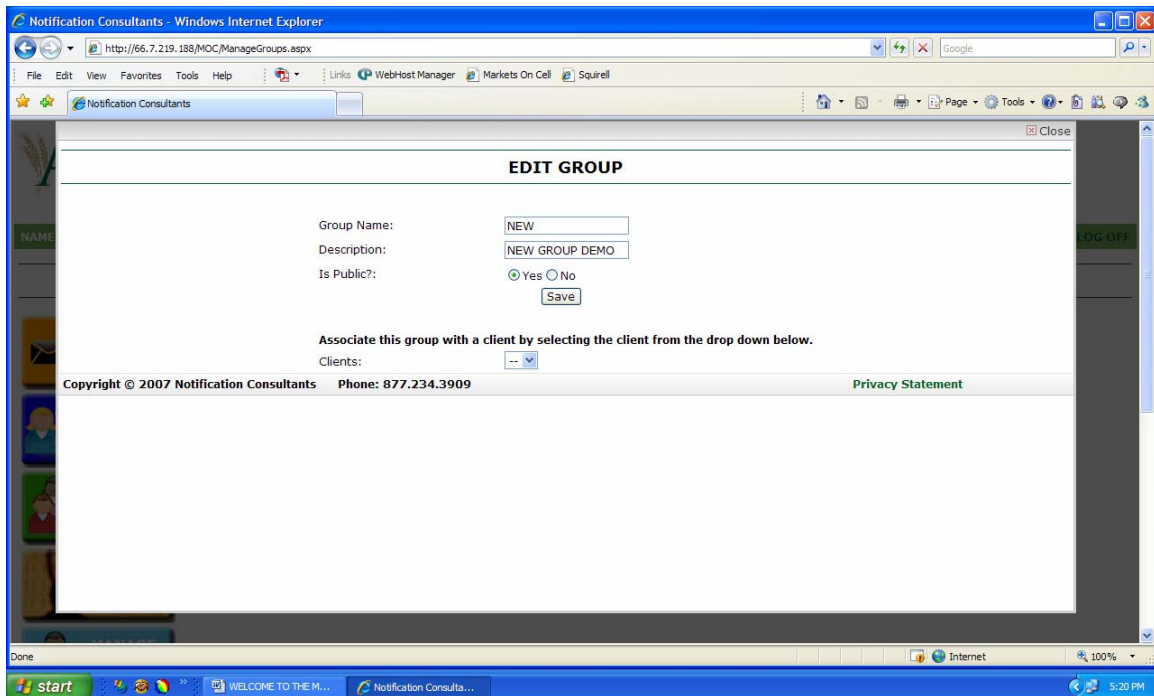 Notification Consultants - Windows Internet Explorer
http://66.7.219.188/MOC/ManageGroups.aspx
Google
File Edit View Favorites Tools Help
Links WebHost Manager Markets On Cell Squirell
Notification Consultants
Page Tools
Close
EDIT GROUP
NAME
LOG OFF
Group Name: NEW
Description: NEW GROUP DEMO
Is Public?: Yes No
Save
Associate this group with a client by selecting the client from the drop down below.
Clients: --
Copyright © 2007 Notification Consultants Phone: 877.234.3909 Privacy Statement
MANAGE
Done Internet 100%
start » WELCOME TO THE M... Notification Consulta... 5:20 PM